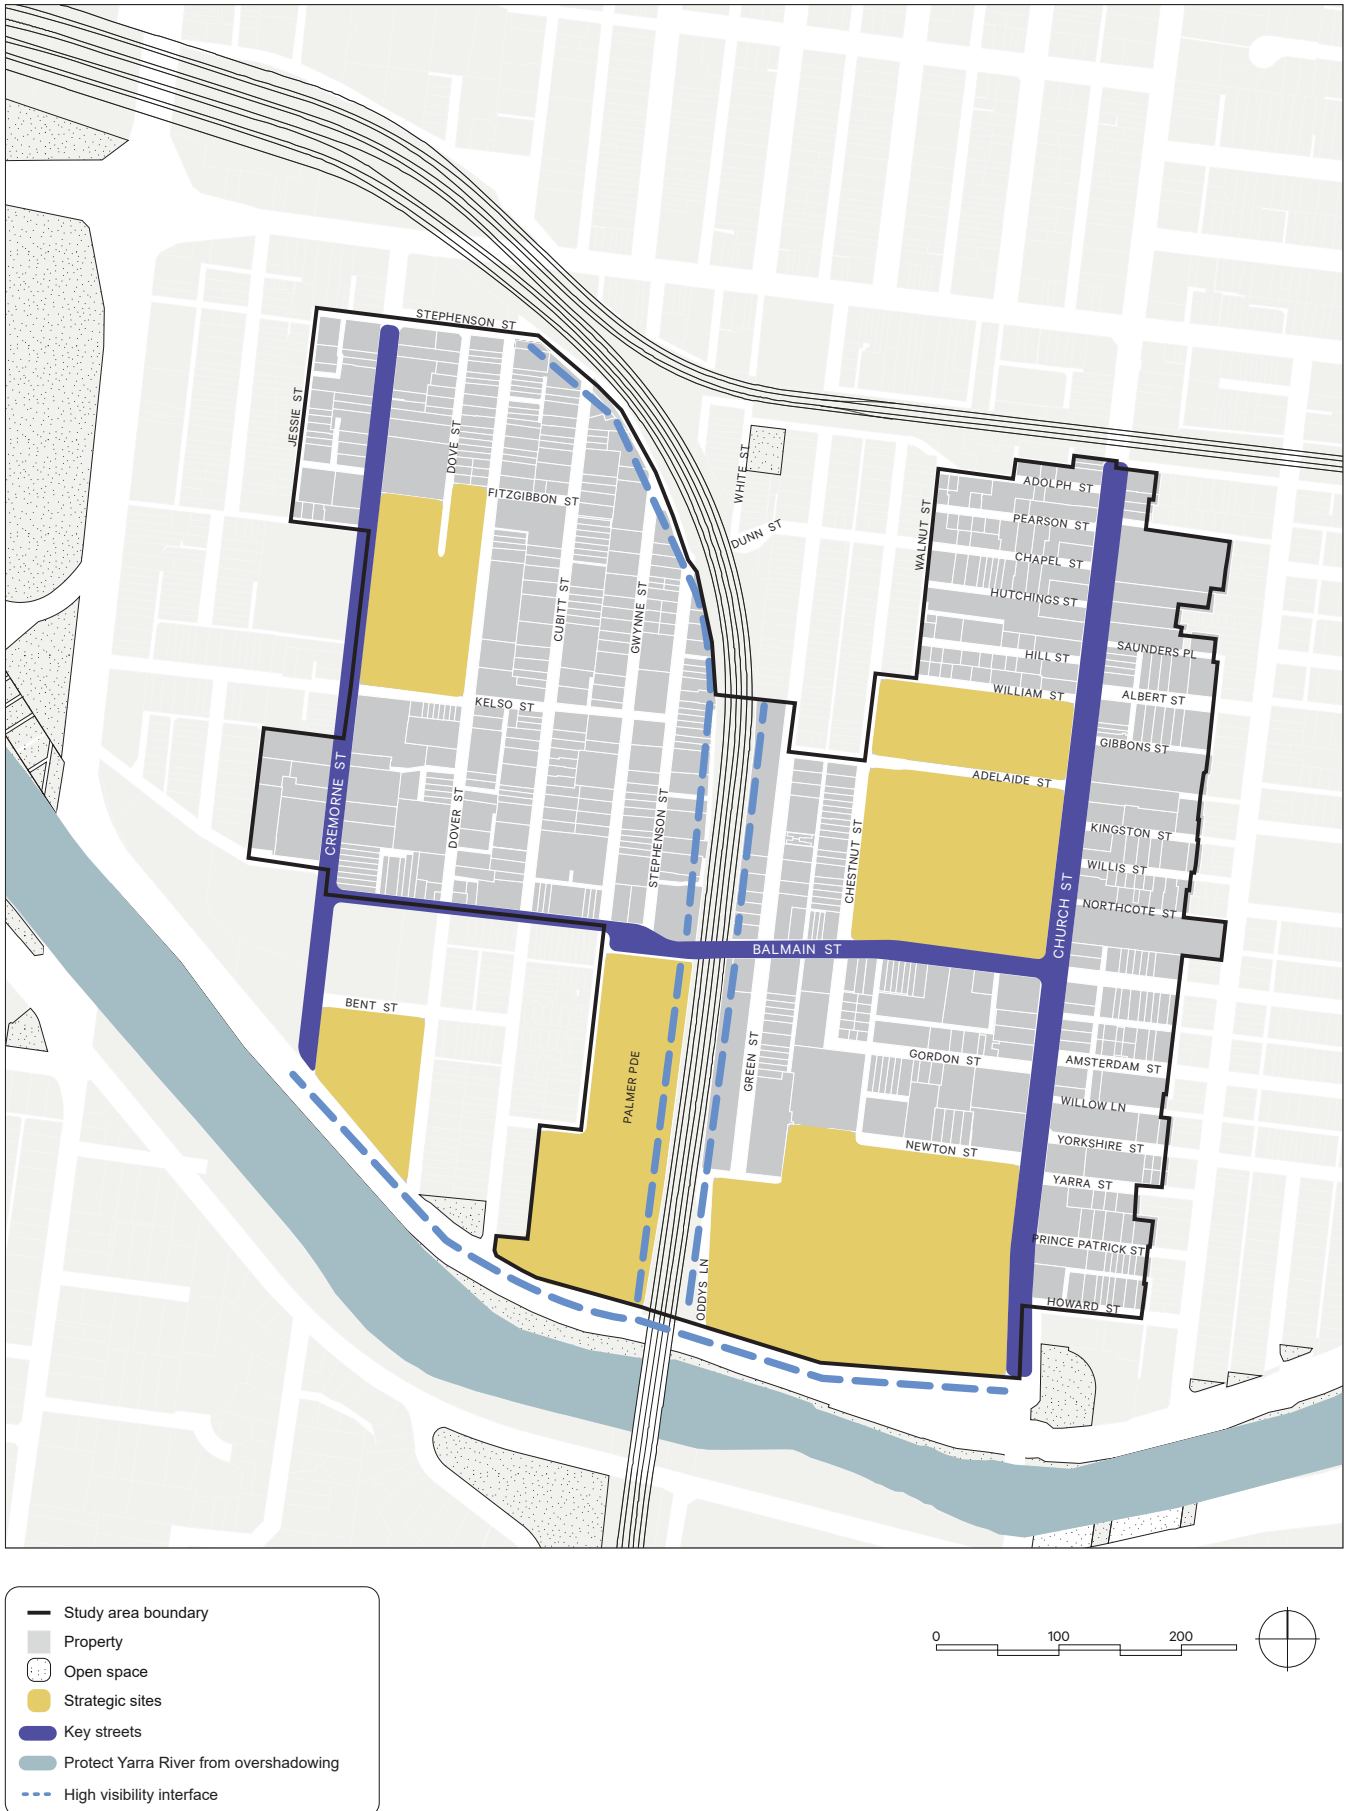 STEPHENSON ST
JESSIE ST
DOVE ST
FITZGIBBON ST
WHITE ST
DUNN ST
WALNUT ST
ADOLPH ST
PEARSON ST
CHAPEL ST
HUTCHINGS ST
CUBITT ST
GWYNNE ST
HILL ST
SAUNDERS PL
WILLIAM ST
ALBERT ST
KELSO ST
GIBBONS ST
ADELAIDE ST
CREMORNE ST
DOVER ST
STEPHENSON ST
CHESTNUT ST
KINGSTON ST
WILLIS ST
CHURCH ST
NORTHCOTE ST
BALMAIN ST
BENT ST
PALMER PDE
GREEN ST
GORDON ST
AMSTERDAM ST
WILLOW LN
NEWTON ST
YORKSHIRE ST
YARRA ST
PRINCE PATRICK ST
ODDYS LN
HOWARD ST
Study area boundary
Property
Open space
Strategic sites
Key streets
Protect Yarra River from overshadowing
High visibility interface
0 100 200